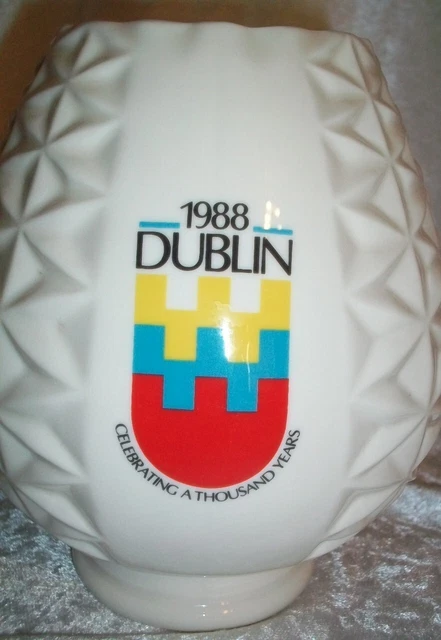 1988
DUBLIN
CELEBRATING A THOUSAND YEARS